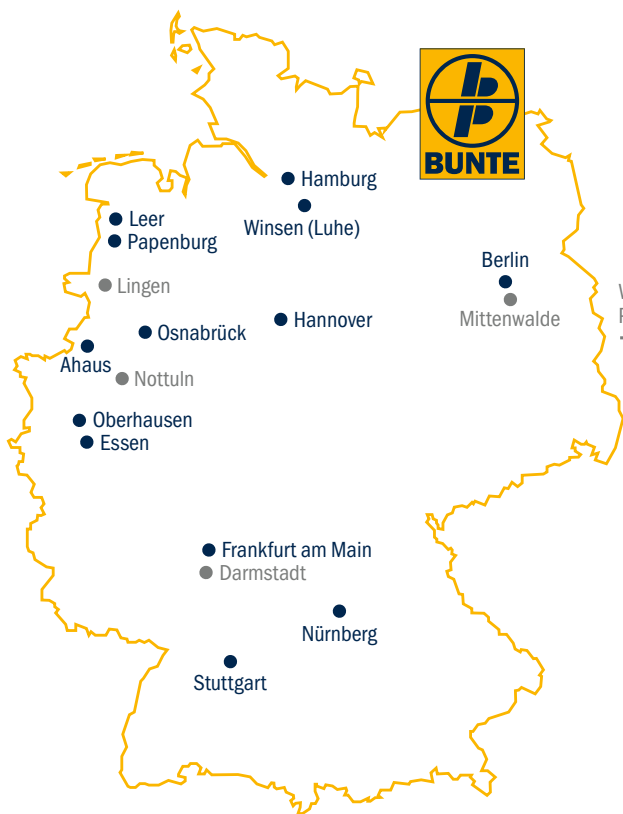 BUNTE
Hamburg
Winsen (Luhe)
Leer
Papenburg
Berlin
Lingen
Mittenwalde
Hannover
Osnabrück
Ahaus
Nottuln
Oberhausen
Essen
Frankfurt am Main
Darmstadt
Nürnberg
Stuttgart